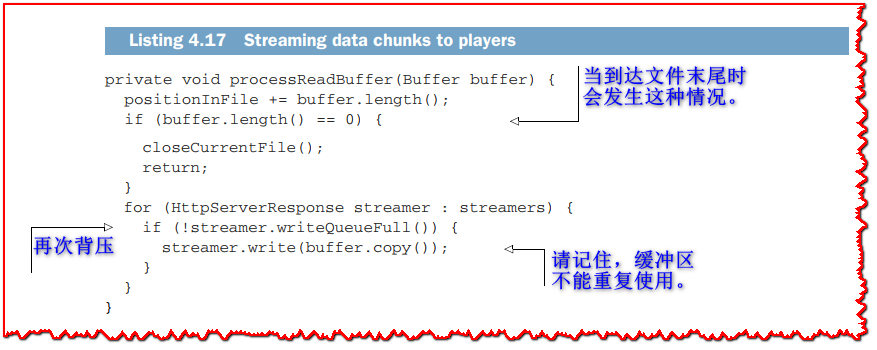 Listing 4.17 Streaming data chunks to players
private void processReadBuffer(Buffer buffer) {
positionInFile += buffer.length();
if (buffer.length() == 0) {
当到达文件末尾时
会发生这种情况。
closeCurrentFile();
return;
}
for (HttpServerResponse streamer : streamers) {
if (!streamer.writeQueueFull()) {
再次背压
streamer.write(buffer.copy());
请记住，缓冲区
不能重复使用。
}
}
}